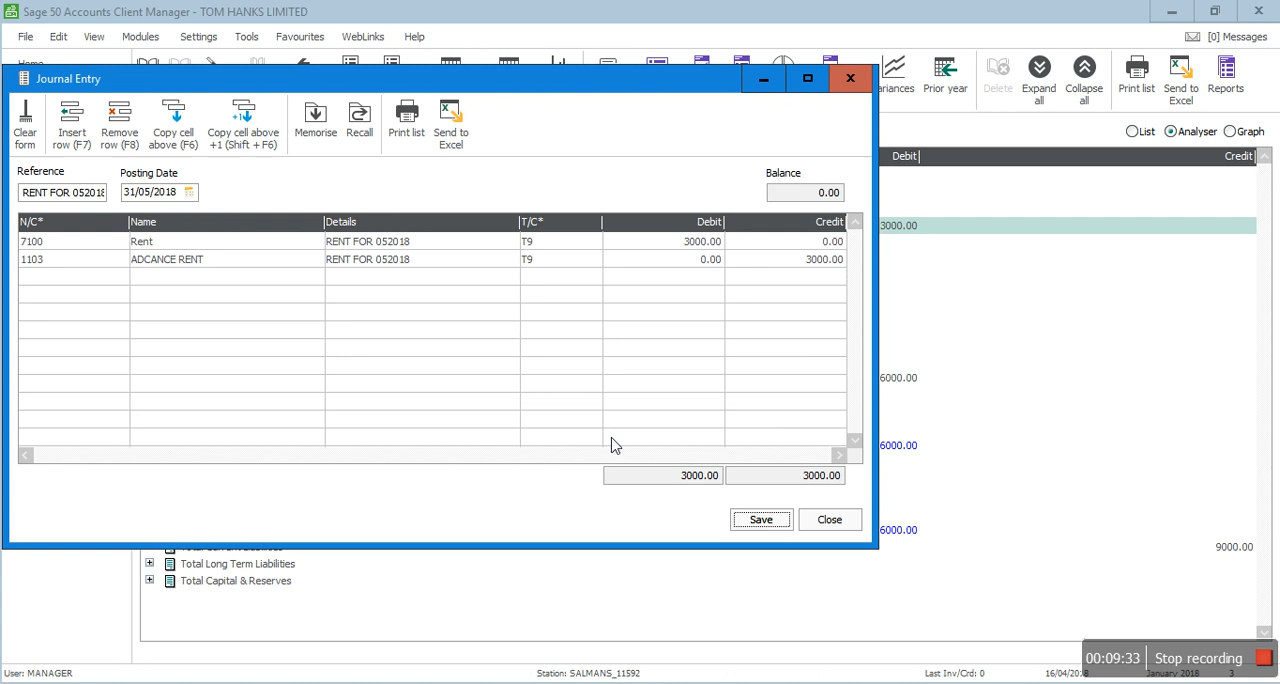 Sage 50 Accounts Client Manager - TOM HANKS LIMITED
File Edit View Modules Settings Tools Favourites WebLinks Help [0] Messages
Journal Entry
Prior year Delete Expand all Collapse all Print list Send to Excel Reports
Clear form Insert row (F7) Remove row (F8) Copy cell above (F6) Copy cell above +1 (Shift + F6) Memorise Recall Print list Send to Excel
List Analyser Graph
Debit Credit
Reference Posting Date Balance
RENT FOR 052018 31/05/2018 0.00
N/C* Name Details T/C* Debit Credit
3000.00
7100 Rent RENT FOR 052018 T9 3000.00 0.00
1103 ADCANCE RENT RENT FOR 052018 T9 0.00 3000.00
6000.00
6000.00
3000.00 3000.00
Save Close
6000.00
9000.00
Total Long Term Liabilities
Total Capital & Reserves
00:09:33 Stop recording
User: MANAGER Station: SALMANS_11592 Last Inv/Crd: 0 16/04/2018 January 2018 3